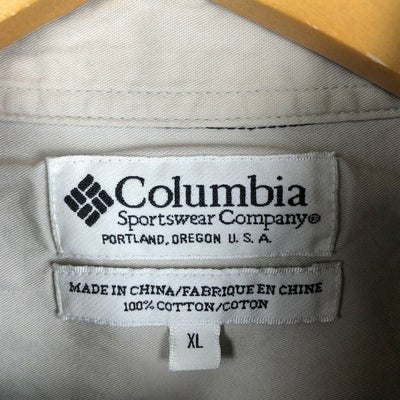 Columbia
Sportswear Company®
PORTLAND, OREGON U. S. A.
MADE IN CHINA/FABRIQUE EN CHINE
100% COTTON/COTON
XL